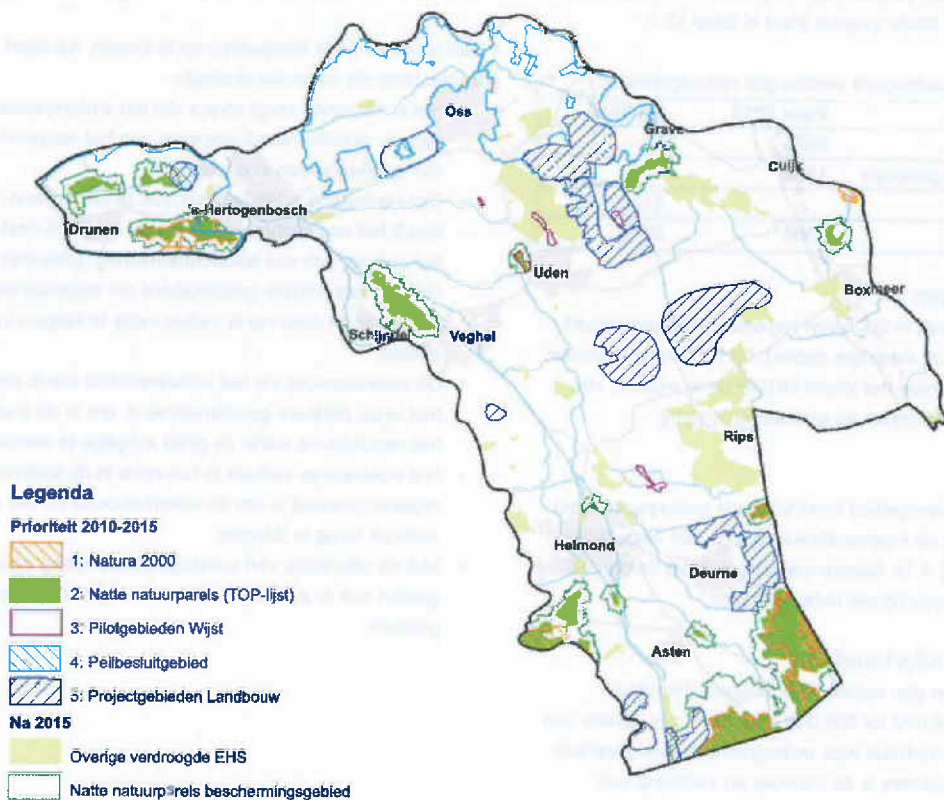 Oss
Grave
Cuijk
's-Hertogenbosch
Drunen
Uden
Boxmeer
Schijndel
Veghel
Rips
Helmond
Deurne
Asten
Legenda
Prioriteit 2010-2015
1: Natura 2000
2: Natte natuurparels (TOP-lijst)
3: Pilotgebieden Wijst
4: Peilbesluitgebied
5: Projectgebieden Landbouw
Na 2015
Overige verdroogde EHS
Natte natuurparels beschermingsgebied